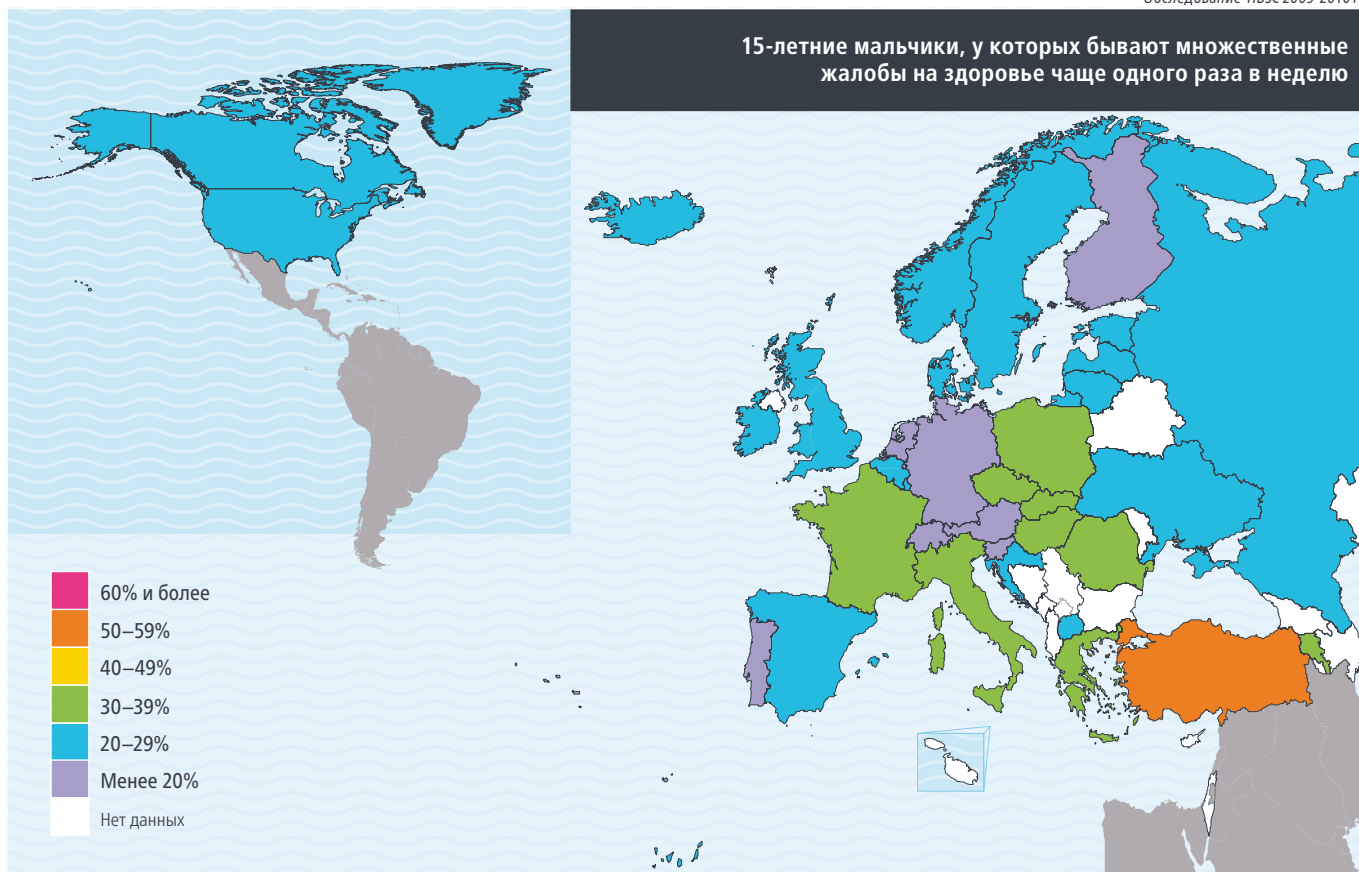 15-летние мальчики, у которых бывают множественные
жалобы на здоровье чаще одного раза в неделю
60% и более
50–59%
40–49%
30–39%
20–29%
Менее 20%
Нет данных